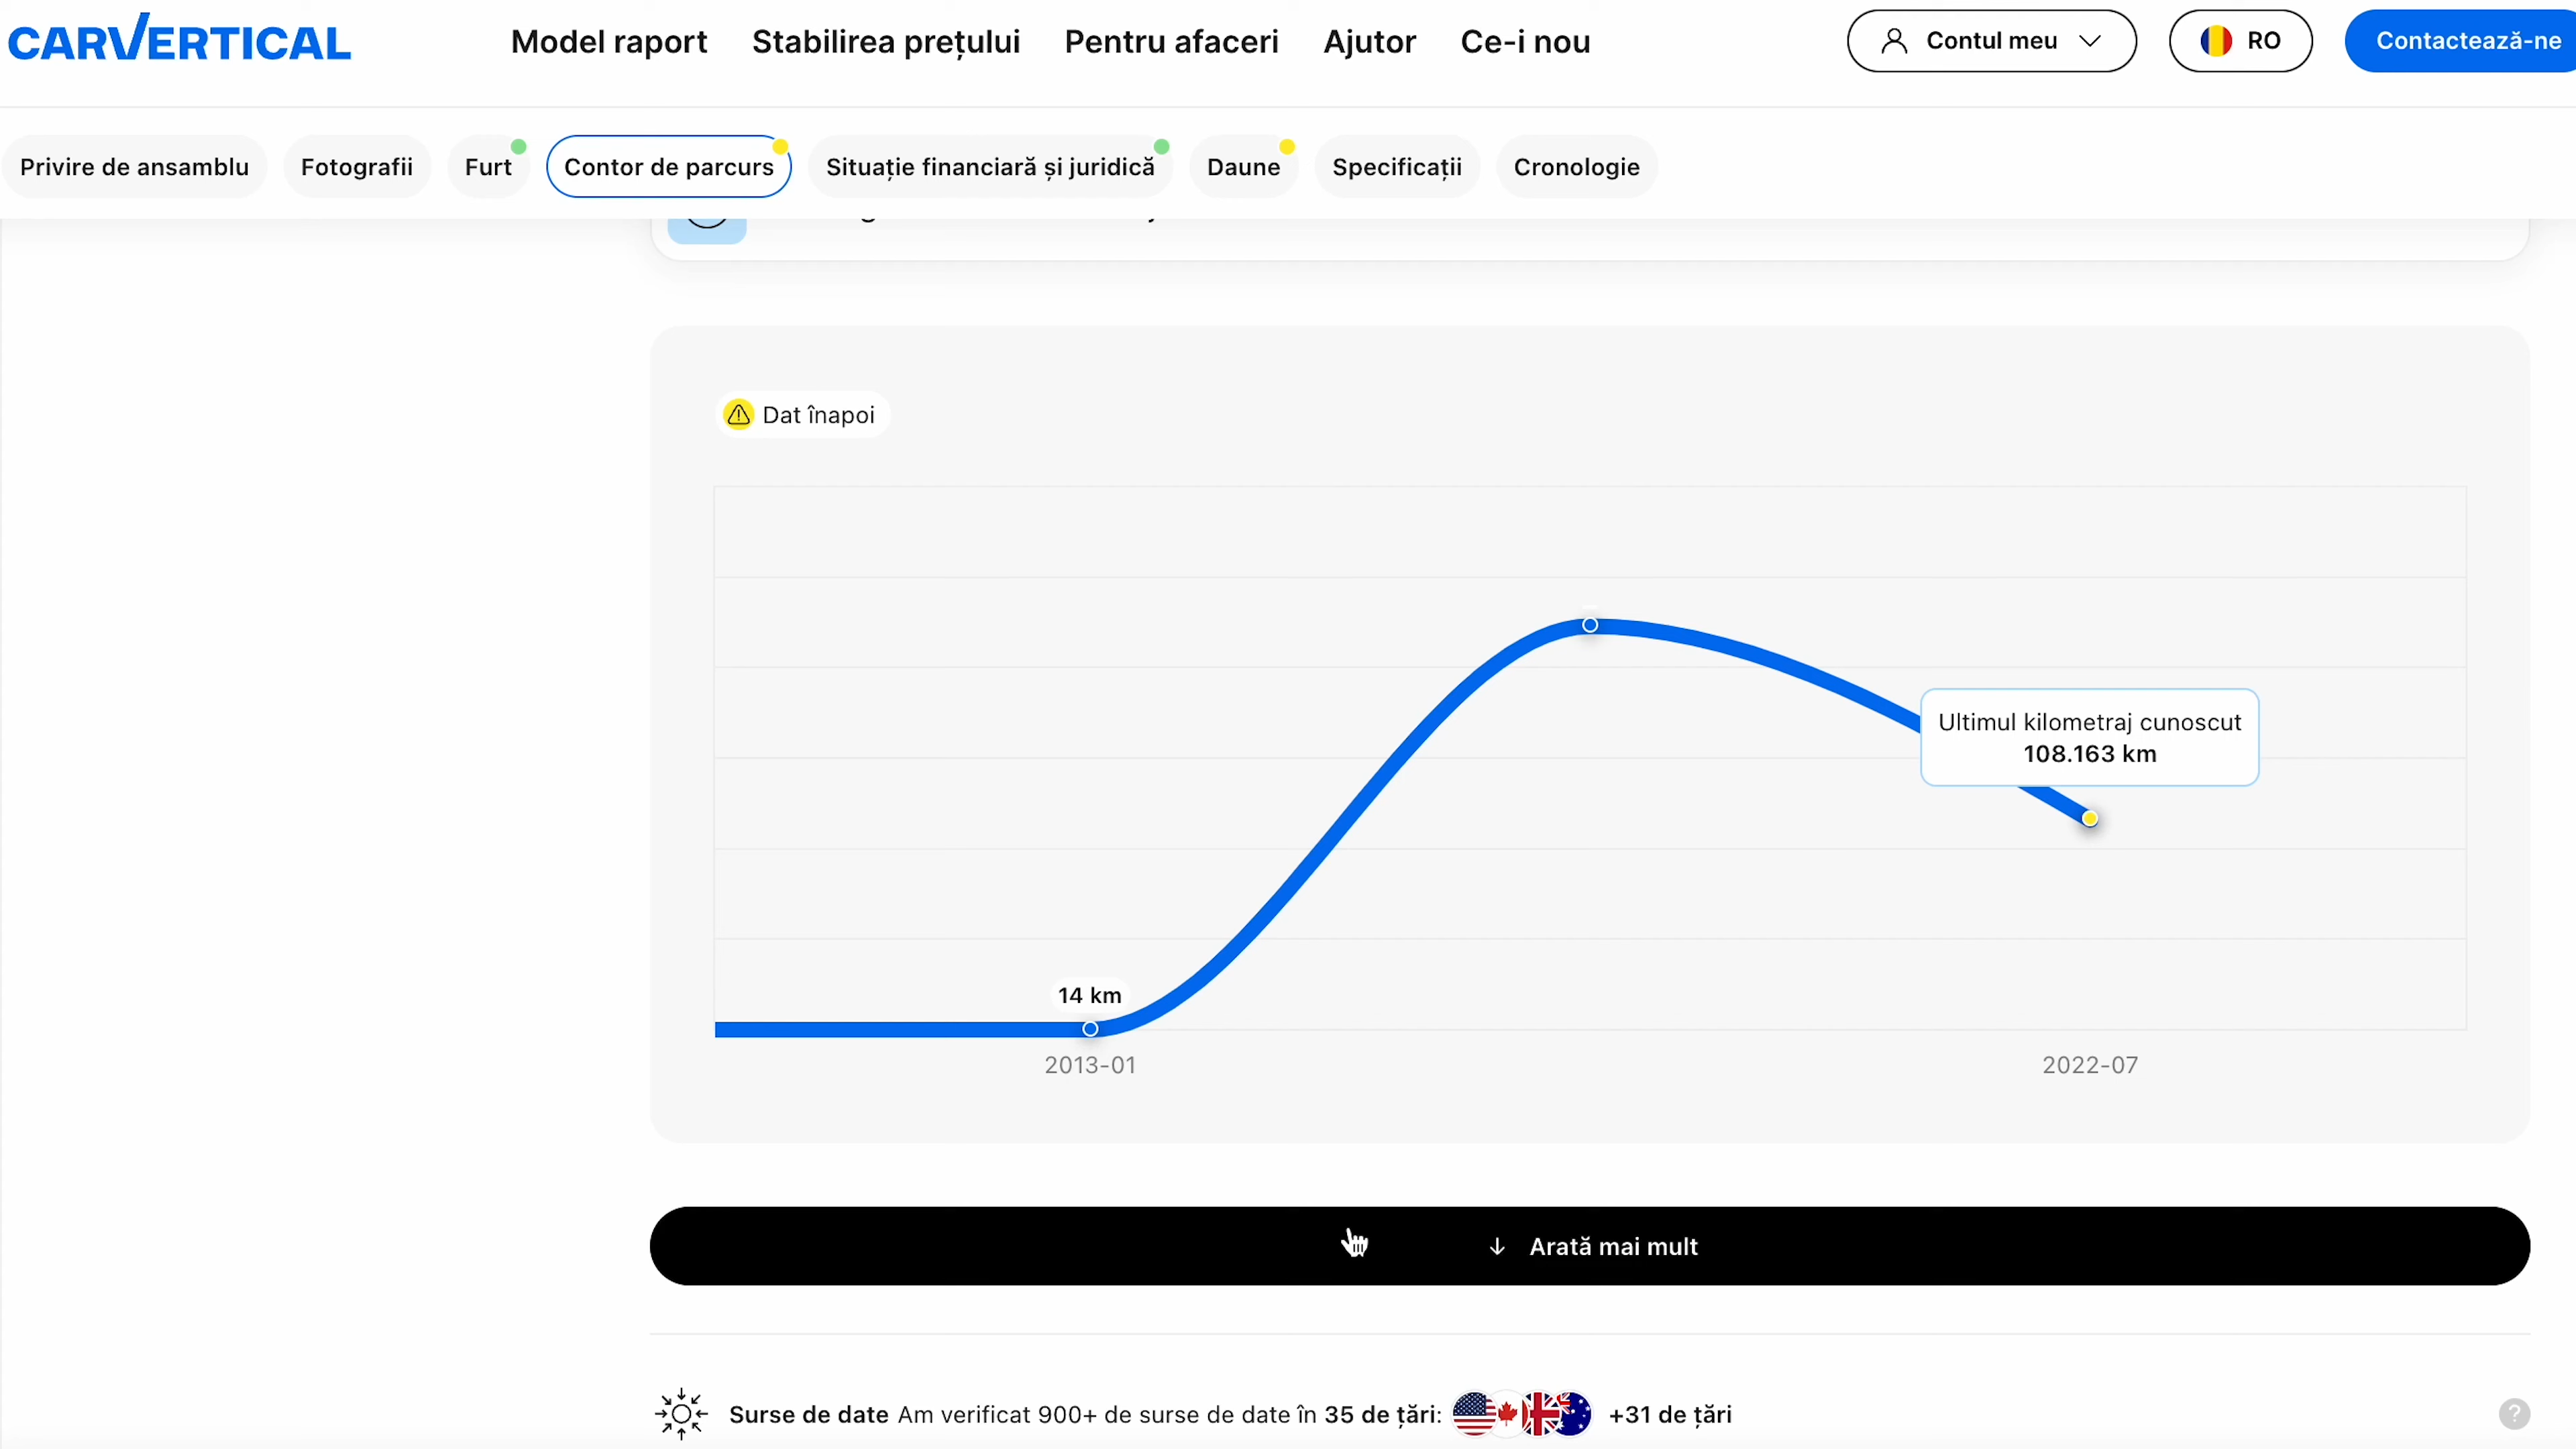 CARVERTICAL
Model raport
Stabilirea prețului
Pentru afaceri
Ajutor
Ce-i nou
Contul meu
RO
Contactează-ne
Privire de ansamblu
Fotografii
Furt
Contor de parcurs
Situație financiară și juridică
Daune
Specificații
Cronologie
Dat înapoi
Ultimul kilometraj cunoscut
108.163 km
14 km
2013-01
2022-07
Arată mai mult
Surse de date Am verificat 900+ de surse de date în 35 de țări: +31 de țări
?